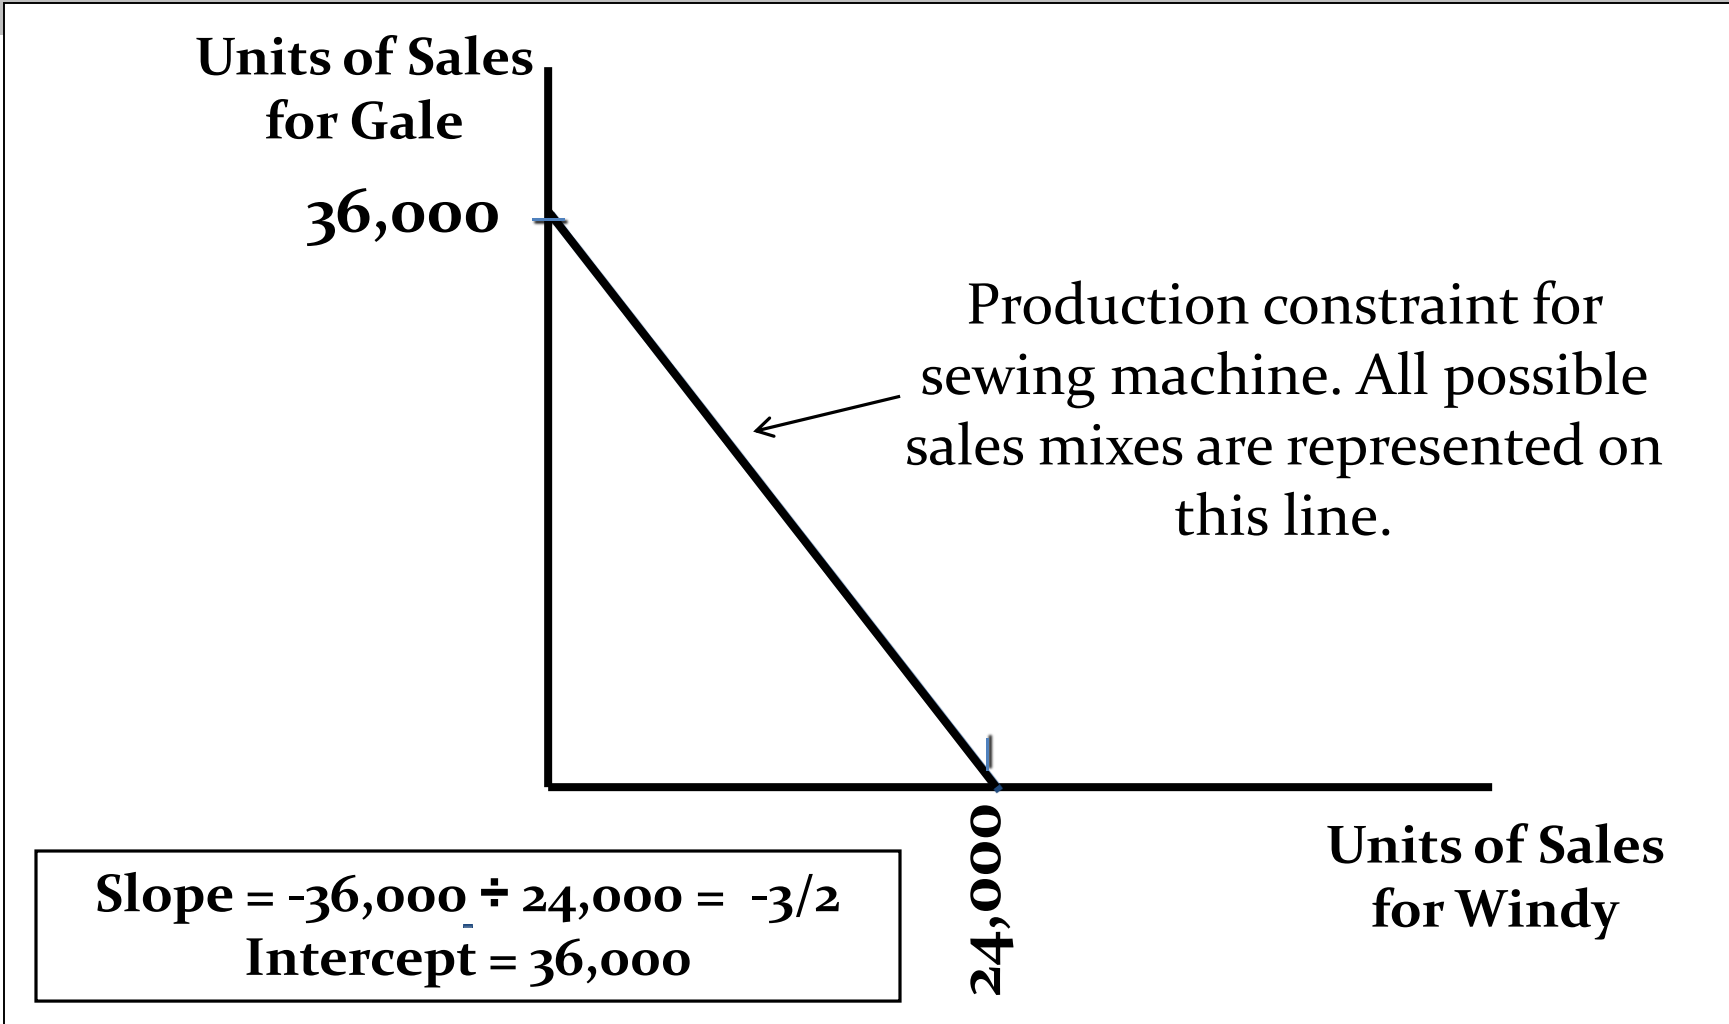 Units of Sales
for Gale
36,000
Production constraint for
sewing machine. All possible
sales mixes are represented on
this line.
24,000
Units of Sales
for Windy
Slope = -36,000 ÷ 24,000 = -3/2
Intercept = 36,000